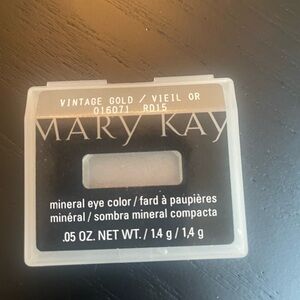 VINTAGE GOLD / VIEIL OR
016071 RD15
MARY KAY
mineral eye color / fard à paupières
minéral / sombra mineral compacta
.05 OZ. NET WT. / 1.4 g / 1,4 g